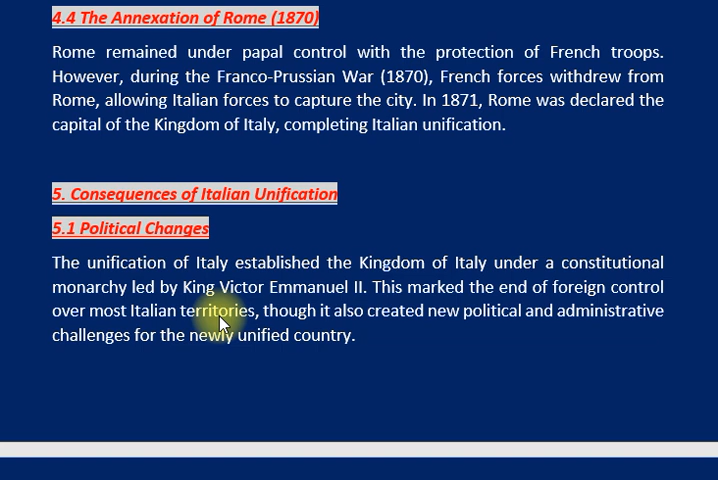 4.4 The Annexation of Rome (1870)
Rome remained under papal control with the protection of French troops.
However, during the Franco-Prussian War (1870), French forces withdrew from
Rome, allowing Italian forces to capture the city. In 1871, Rome was declared the
capital of the Kingdom of Italy, completing Italian unification.
5. Consequences of Italian Unification
5.1 Political Changes
The unification of Italy established the Kingdom of Italy under a constitutional
monarchy led by King Victor Emmanuel II. This marked the end of foreign control
over most Italian territories, though it also created new political and administrative
challenges for the newly unified country.